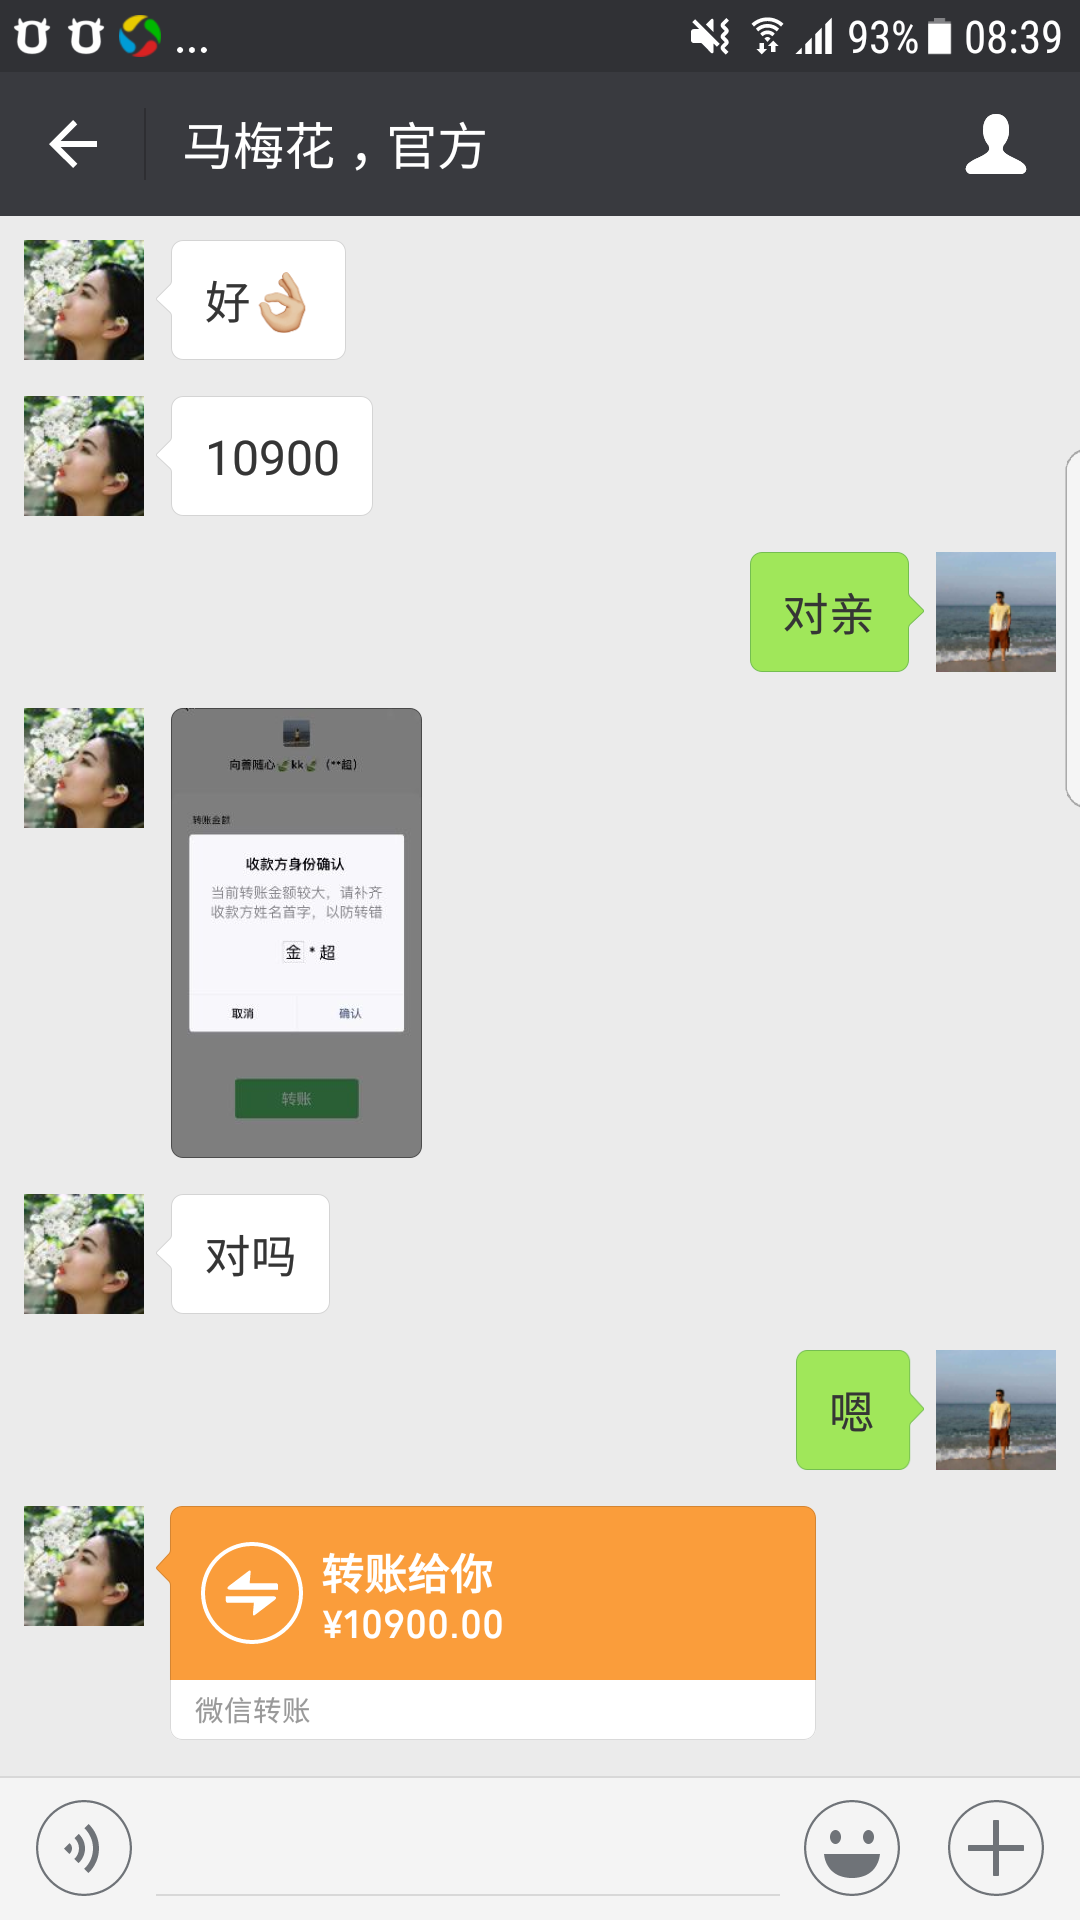 ... 93% 08:39
马梅花，官方
好👌🏼
10900
对亲
向善随心🍃kk🍃（**超）
转账金额
收款方身份确认
当前转账金额较大，请补齐
收款方姓名首字，以防转错
金 * 超
取消 确认
转账
对吗
嗯
转账给你
¥10900.00
微信转账